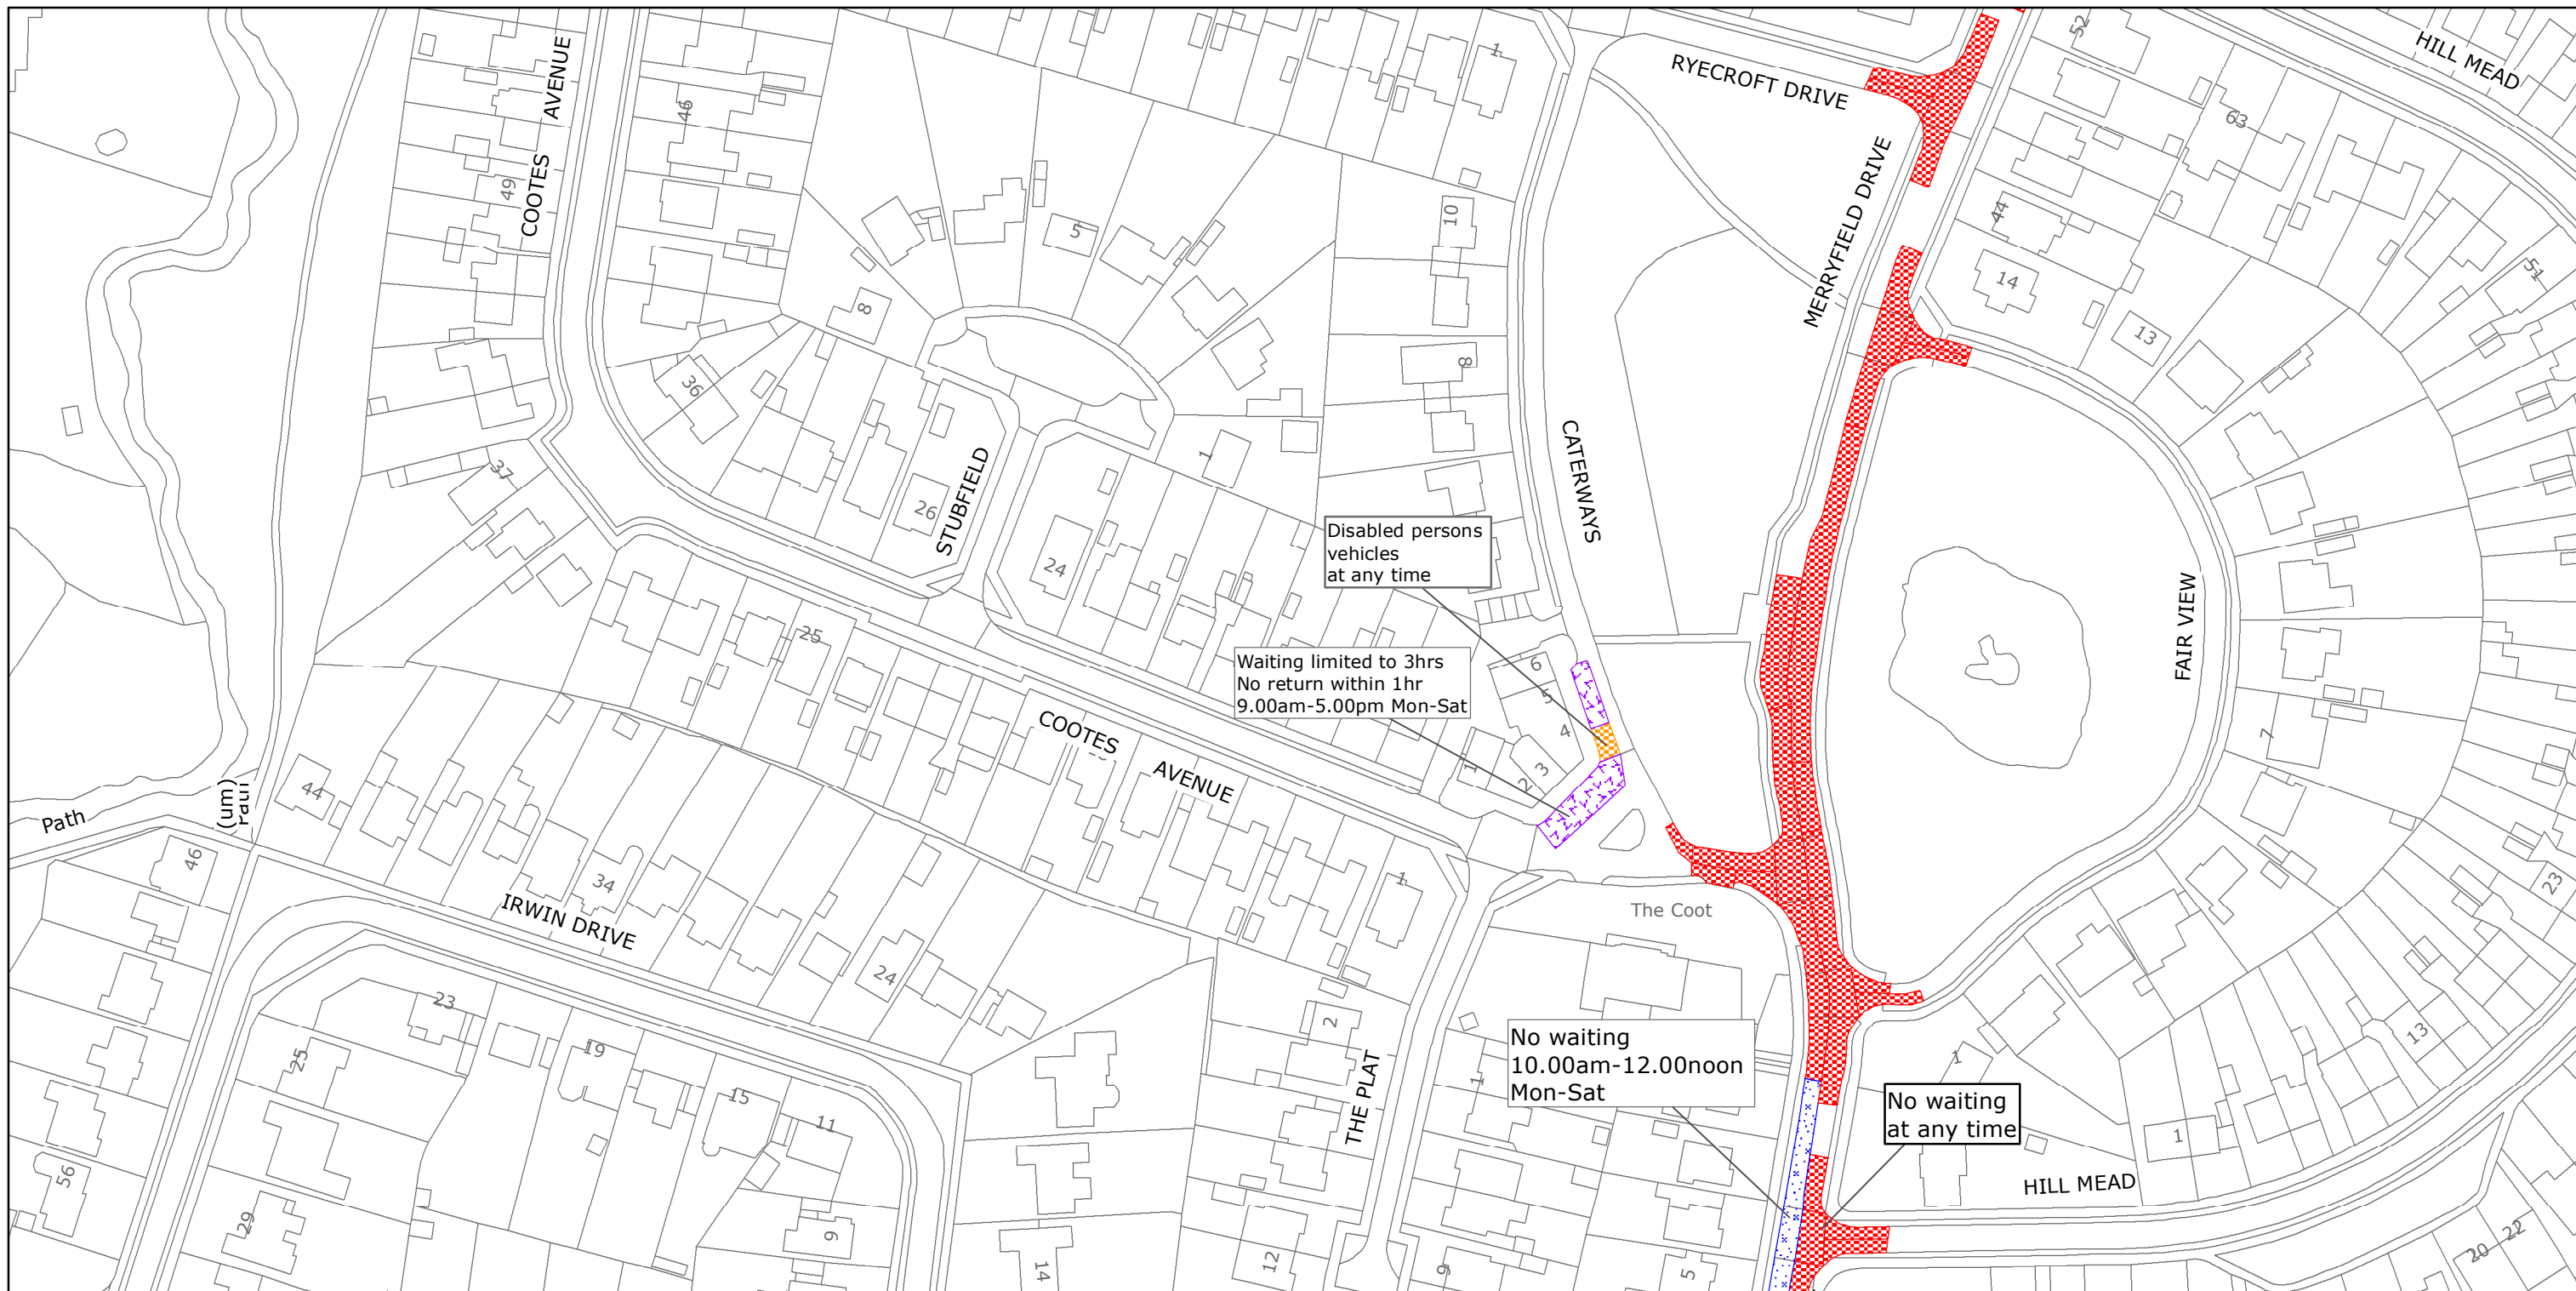 COOTES AVENUE
RYECROFT DRIVE
HILL MEAD
52
1
46
63
49
MERRYFIELD DRIVE
10
44
5
14
51
8
13
36
8
1
37
STUBFIELD
26
CATERWAYS
24
Disabled persons
vehicles
at any time
FAIR VIEW
25
Waiting limited to 3hrs
No return within 1hr
9.00am-5.00pm Mon-Sat
6
5
4
3
2
1
7
COOTES
AVENUE
44
(um)
Path
Path
46
34
1
23
IRWIN DRIVE
The Coot
24
23
2
25
19
15
11
THE PLAT
1
No waiting
10.00am-12.00noon
Mon-Sat
1
13
No waiting
at any time
1
56
29
9
14
12
9
5
HILL MEAD
20
22